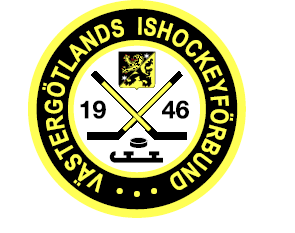 VÄSTERGÖTLANDS ISHOCKEYFÖRBUND
19 46